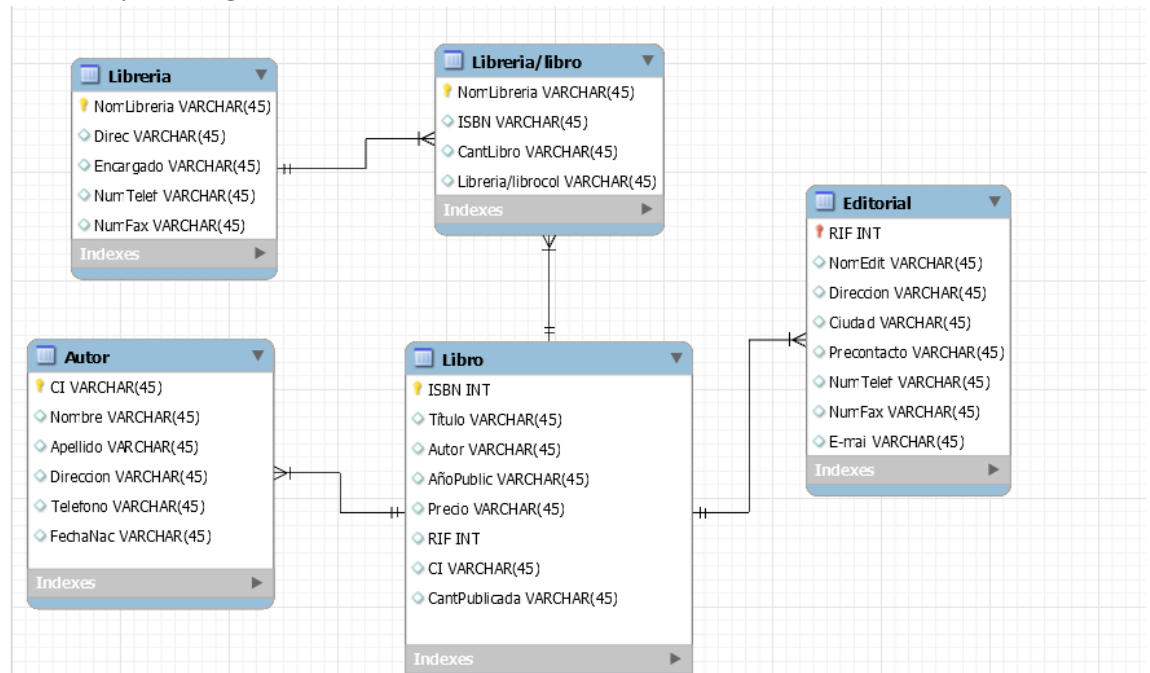 Libreria
NomLibreria VARCHAR(45)
Direc VARCHAR(45)
Encargado VARCHAR(45)
NumTelef VARCHAR(45)
NumFax VARCHAR(45)
Indexes
Libreria/libro
NomLibreria VARCHAR(45)
ISBN VARCHAR(45)
CantLibro VARCHAR(45)
Libreria/librocol VARCHAR(45)
Indexes
Editorial
RIF INT
NomEdit VARCHAR(45)
Direccion VARCHAR(45)
Ciudad VARCHAR(45)
Precontacto VARCHAR(45)
NumTelef VARCHAR(45)
NumFax VARCHAR(45)
E-mai VARCHAR(45)
Indexes
Autor
CI VARCHAR(45)
Nombre VARCHAR(45)
Apellido VARCHAR(45)
Direccion VARCHAR(45)
Telefono VARCHAR(45)
FechaNac VARCHAR(45)
Indexes
Libro
ISBN INT
Título VARCHAR(45)
Autor VARCHAR(45)
AñoPublic VARCHAR(45)
Precio VARCHAR(45)
RIF INT
CI VARCHAR(45)
CantPublicada VARCHAR(45)
Indexes